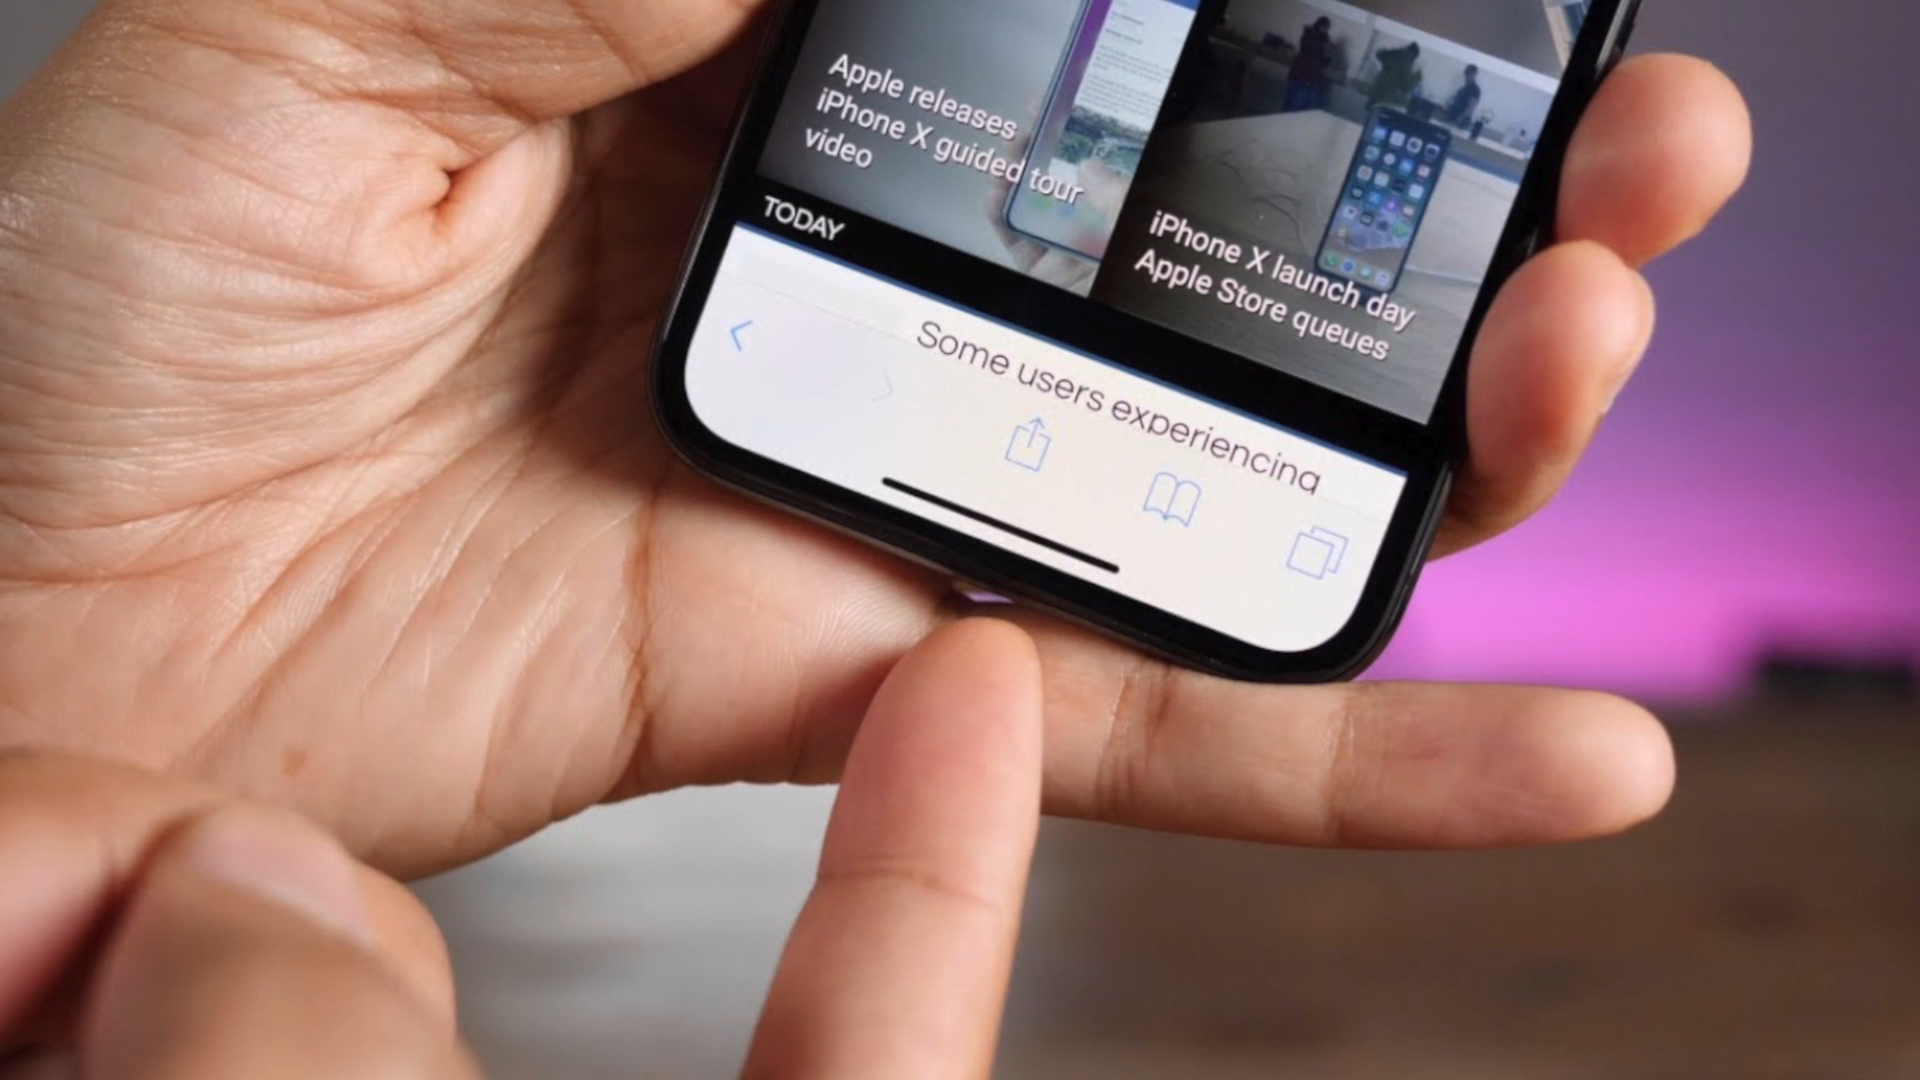 Apple releases
iPhone X guided tour
video
iPhone X launch day
Apple Store queues
TODAY
Some users experiencing